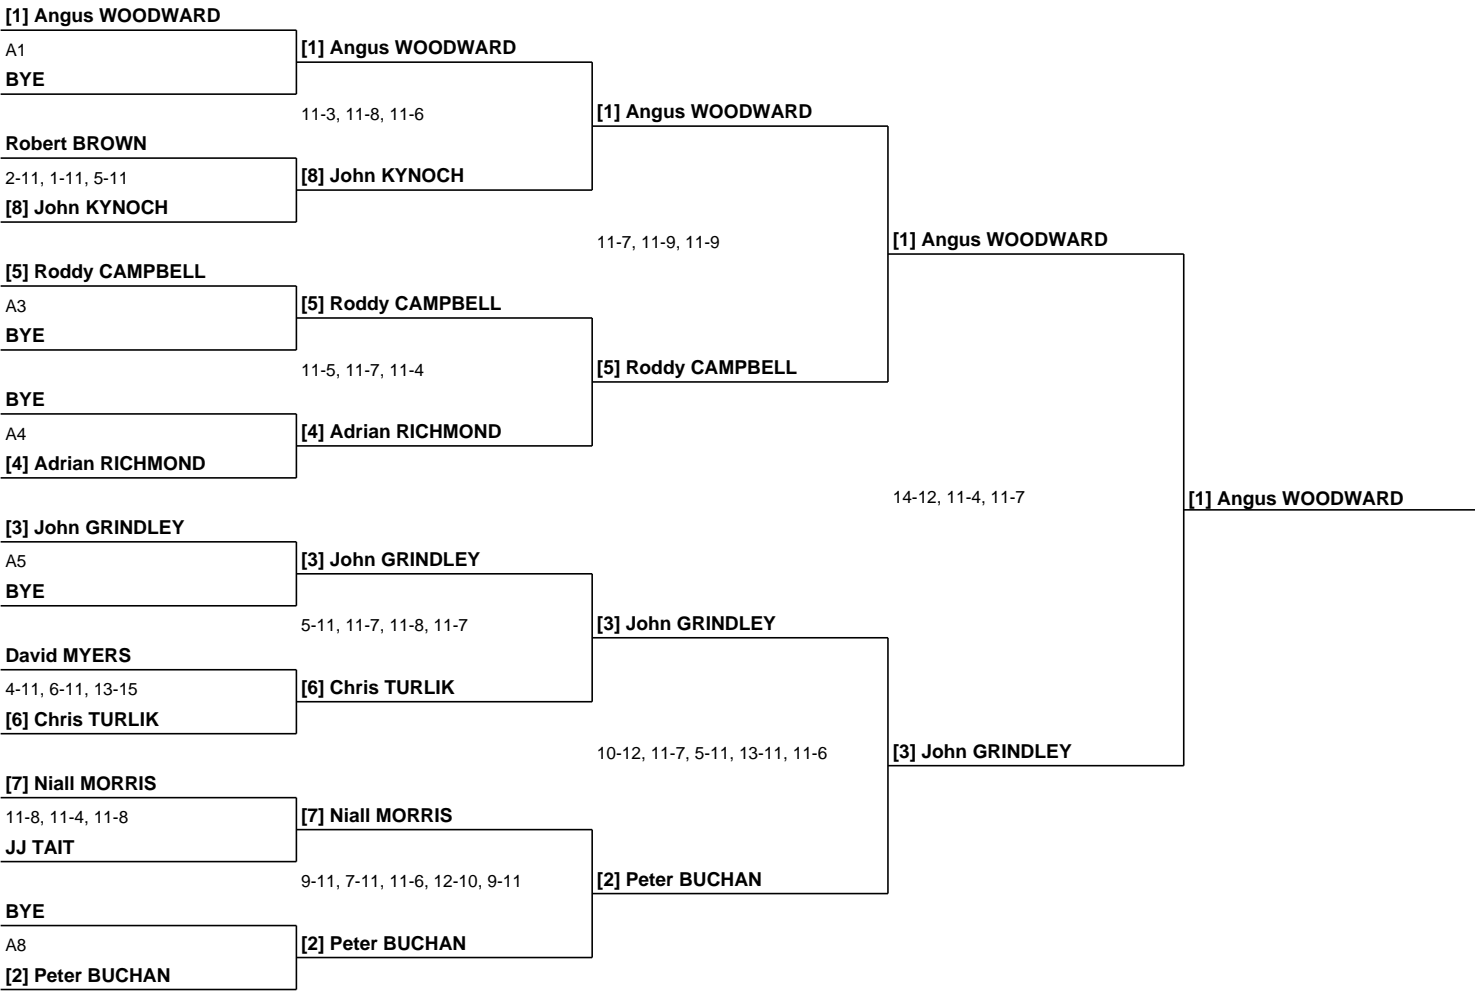 [1] Angus WOODWARD
A1
BYE
Robert BROWN
2-11, 1-11, 5-11
[8] John KYNOCH
[5] Roddy CAMPBELL
A3
BYE
BYE
A4
[4] Adrian RICHMOND
[3] John GRINDLEY
A5
BYE
David MYERS
4-11, 6-11, 13-15
[6] Chris TURLIK
[7] Niall MORRIS
11-8, 11-4, 11-8
JJ TAIT
BYE
A8
[2] Peter BUCHAN
[1] Angus WOODWARD
11-3, 11-8, 11-6
[8] John KYNOCH
[5] Roddy CAMPBELL
11-5, 11-7, 11-4
[4] Adrian RICHMOND
[3] John GRINDLEY
5-11, 11-7, 11-8, 11-7
[6] Chris TURLIK
[7] Niall MORRIS
9-11, 7-11, 11-6, 12-10, 9-11
[2] Peter BUCHAN
[1] Angus WOODWARD
11-7, 11-9, 11-9
[5] Roddy CAMPBELL
[3] John GRINDLEY
10-12, 11-7, 5-11, 13-11, 11-6
[2] Peter BUCHAN
[1] Angus WOODWARD
14-12, 11-4, 11-7
[3] John GRINDLEY
[1] Angus WOODWARD